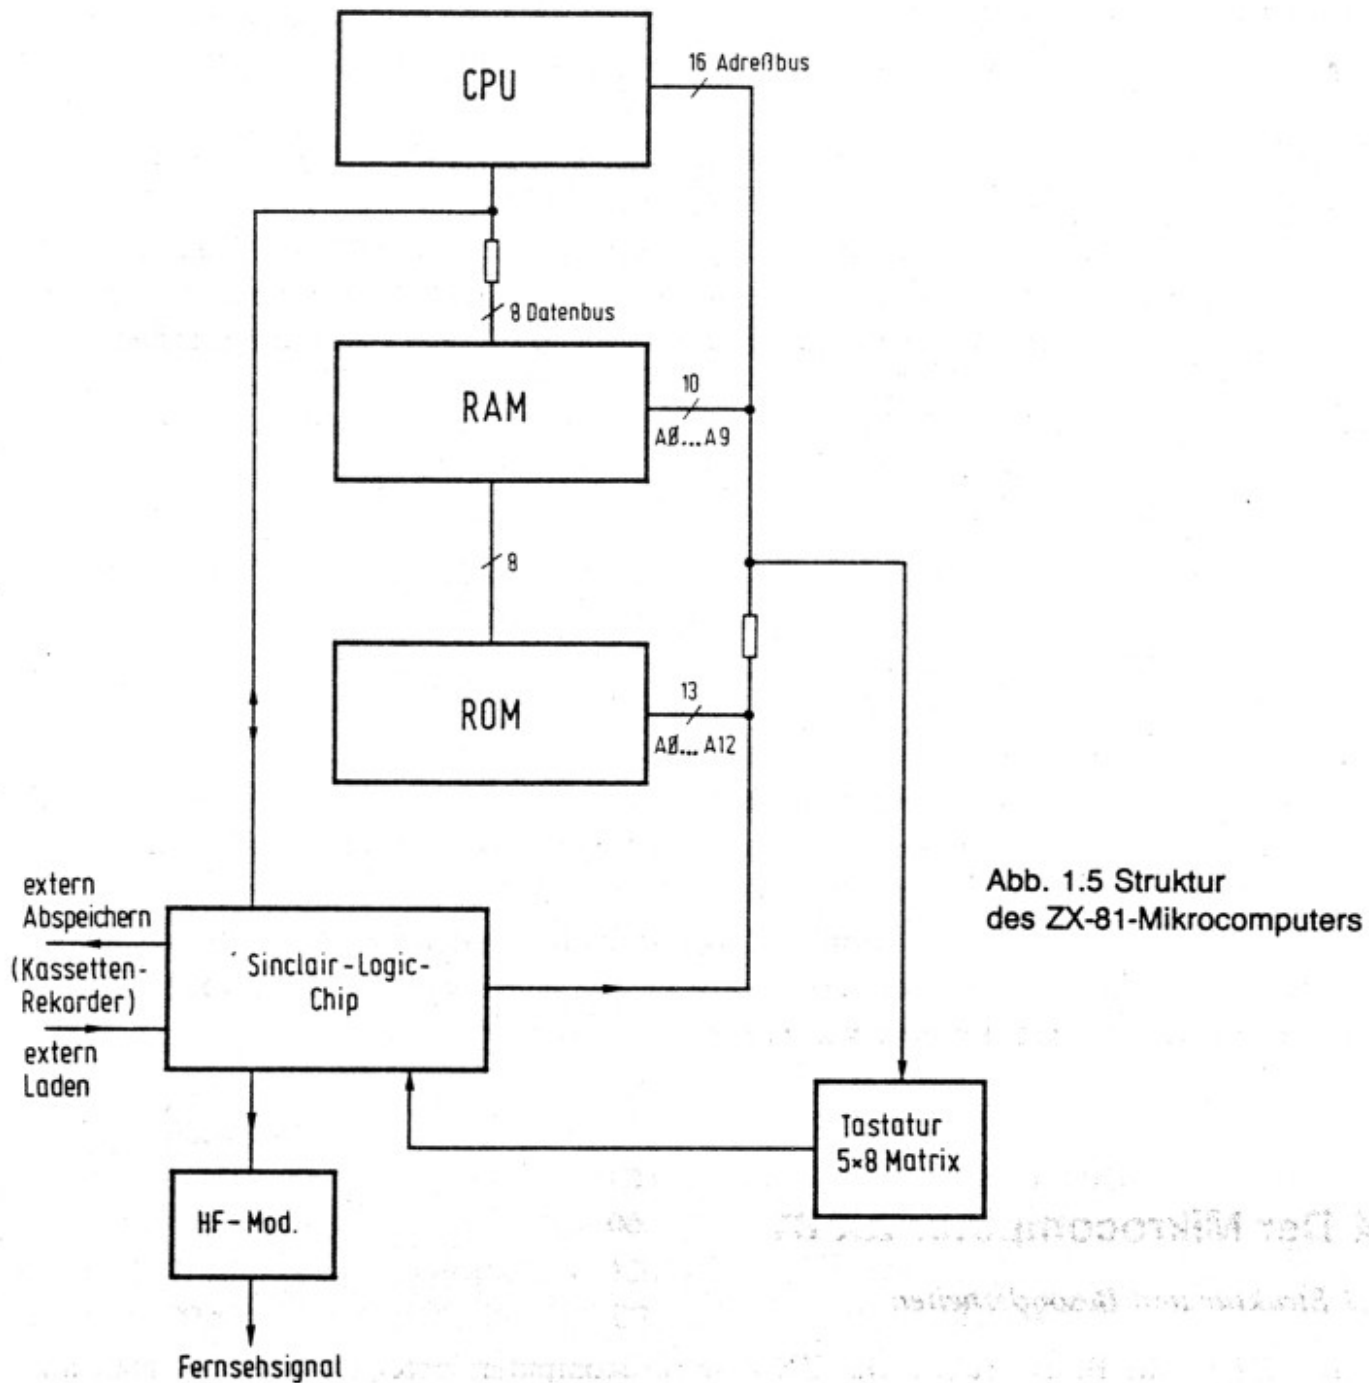 CPU
16 Adreßbus
8 Datenbus
RAM
10
AØ...A9
8
ROM
13
AØ...A12
extern
Abspeichern
(Kassetten-
Rekorder)
extern
Laden
Sinclair-Logic-
Chip
Abb. 1.5 Struktur
des ZX-81-Mikrocomputers
Tastatur
5×8 Matrix
HF-Mod.
Fernsehsignal